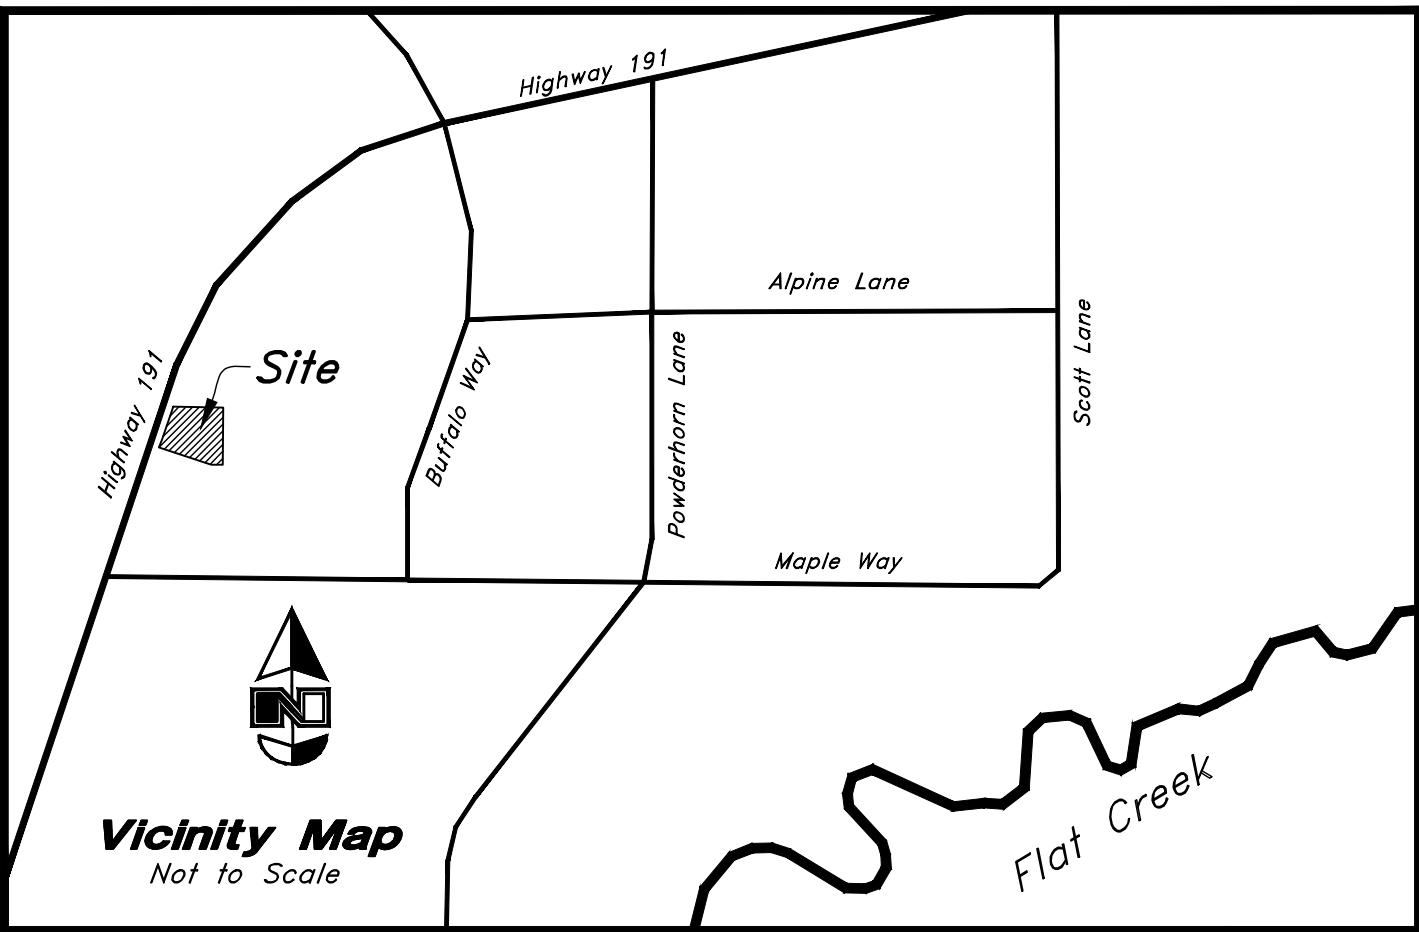 Highway 191
Alpine Lane
Scott Lane
Site
Highway 191
Buffalo Way
Powderhorn Lane
Maple Way
N
Flat Creek
Vicinity Map
Not to Scale